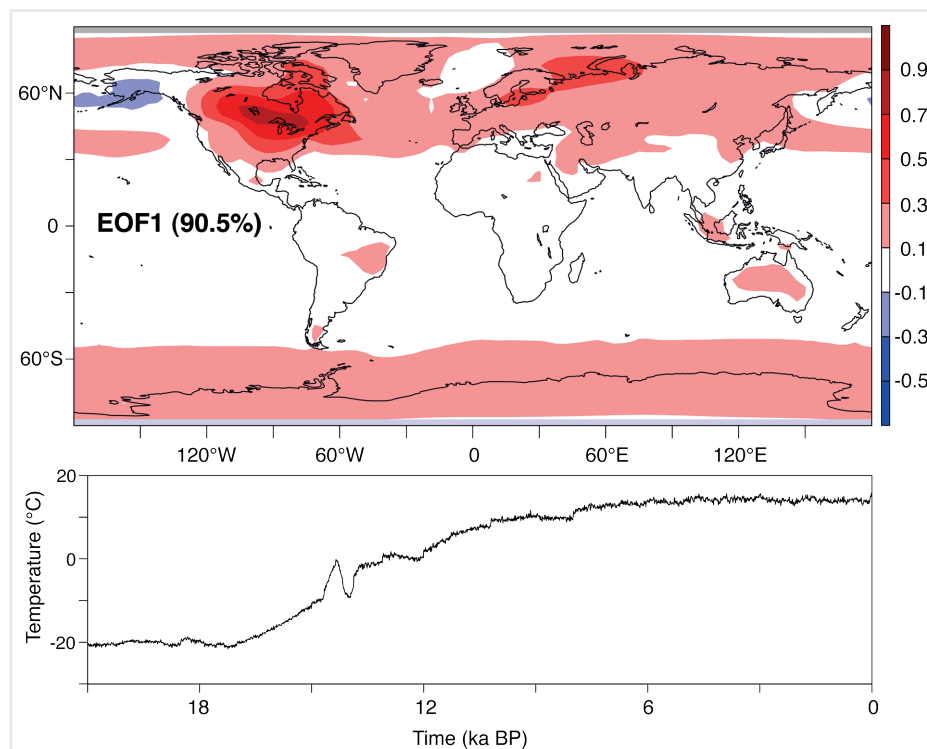 60°N
0
60°S
EOF1 (90.5%)
0.9
0.7
0.5
0.3
0.1
-0.1
-0.3
-0.5
120°W 60°W 0 60°E 120°E
Temperature (°C)
20
0
-20
18 12 6 0
Time (ka BP)